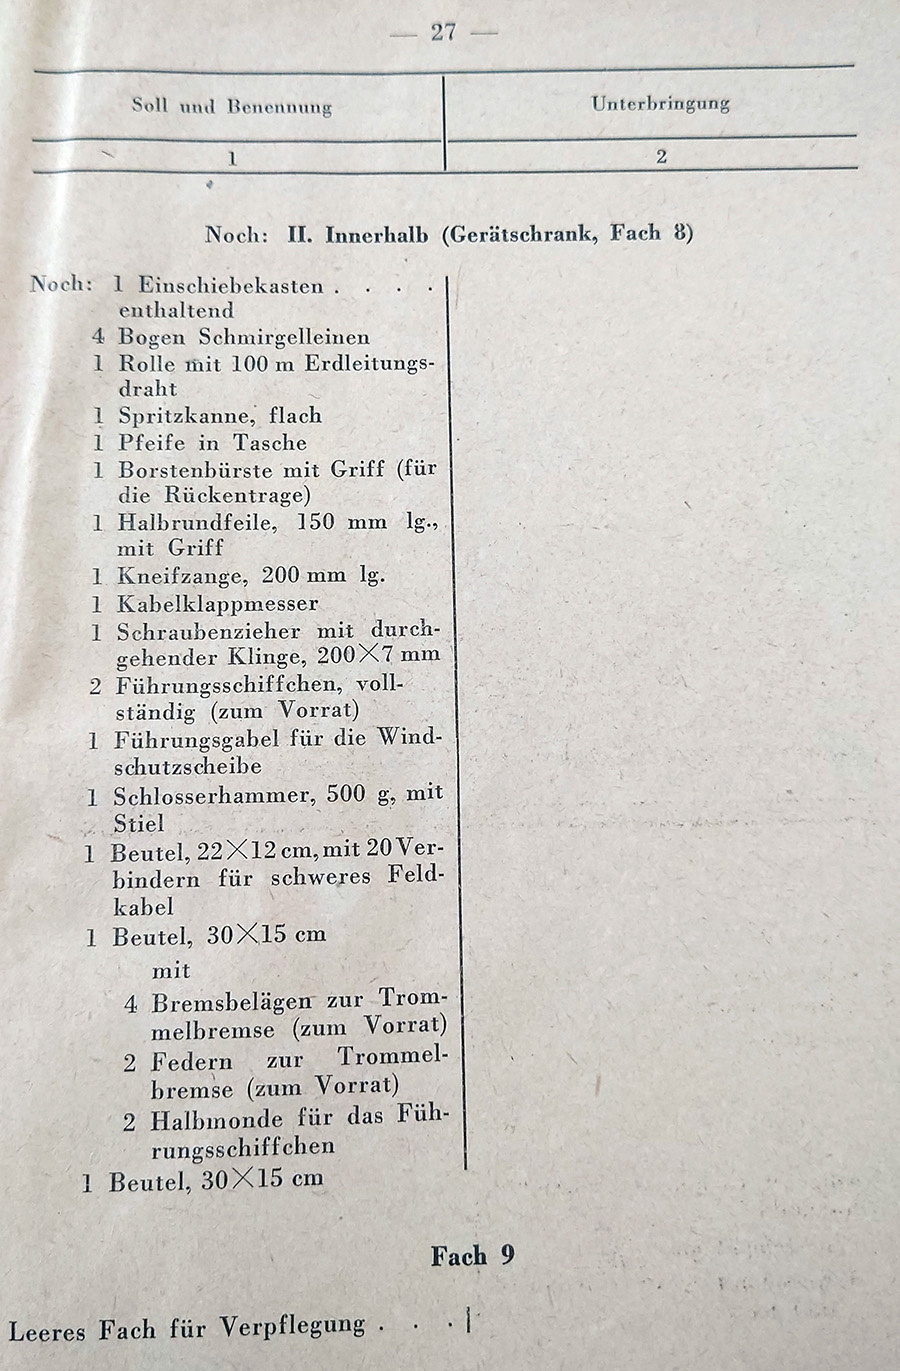 — 27 —
Soll und Benennung
Unterbringung
1
2
Noch: II. Innerhalb (Gerätschrank, Fach 8)
Noch: 1 Einschiebekasten . . . .
enthaltend
4 Bogen Schmirgelleinen
1 Rolle mit 100 m Erdleitungs-
draht
1 Spritzkanne, flach
1 Pfeife in Tasche
1 Borstenbürste mit Griff (für
die Rückentrage)
1 Halbrundfeile, 150 mm lg.,
mit Griff
1 Kneifzange, 200 mm lg.
1 Kabelklappmesser
1 Schraubenzieher mit durch-
gehender Klinge, 200×7 mm
2 Führungsschiffchen, voll-
ständig (zum Vorrat)
1 Führungsgabel für die Wind-
schutzscheibe
1 Schlosserhammer, 500 g, mit
Stiel
1 Beutel, 22×12 cm, mit 20 Ver-
bindern für schweres Feld-
kabel
1 Beutel, 30×15 cm
mit
4 Bremsbelägen zur Trom-
melbremse (zum Vorrat)
2 Federn zur Trommel-
bremse (zum Vorrat)
2 Halbmonde für das Füh-
rungsschiffchen
1 Beutel, 30×15 cm
Fach 9
Leeres Fach für Verpflegung . . .